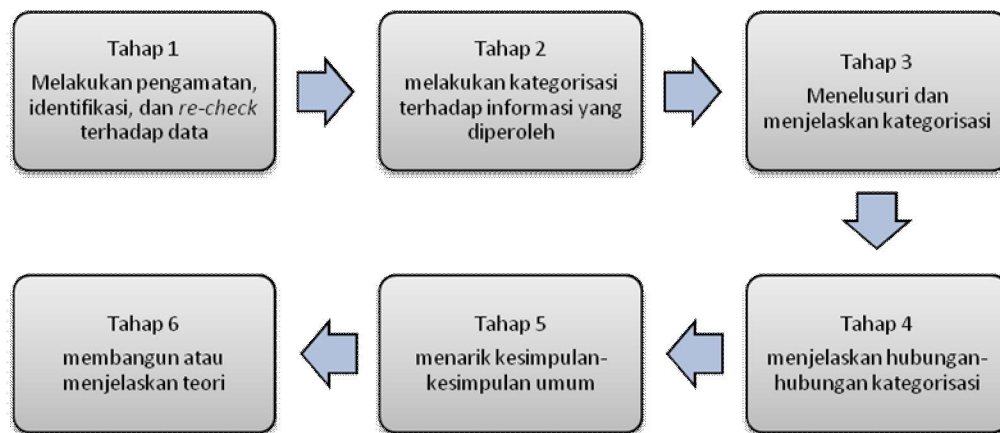 Tahap 1
Melakukan pengamatan,
identifikasi, dan re-check
terhadap data
Tahap 2
melakukan kategorisasi
terhadap informasi yang
diperoleh
Tahap 3
Menelusuri dan
menjelaskan kategorisasi
Tahap 4
menjelaskan hubungan-
hubungan kategorisasi
Tahap 5
menarik kesimpulan-
kesimpulan umum
Tahap 6
membangun atau
menjelaskan teori